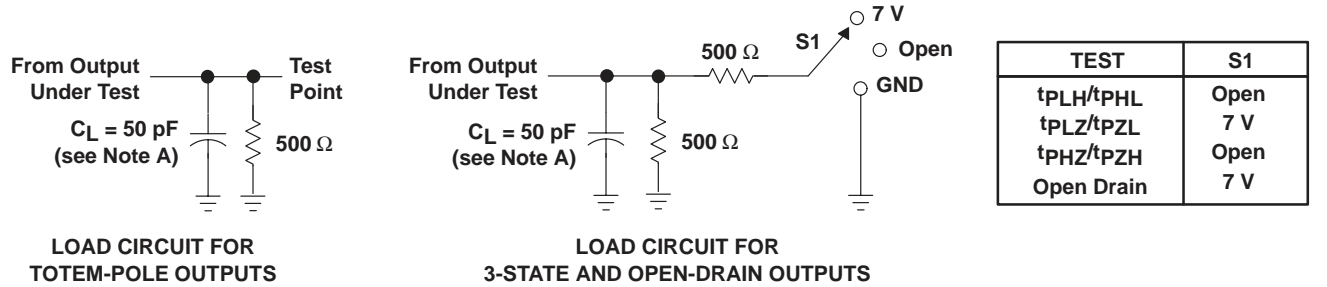 From Output
Under Test
Test
Point
CL = 50 pF
(see Note A)
500 Ω
LOAD CIRCUIT FOR
TOTEM-POLE OUTPUTS
From Output
Under Test
CL = 50 pF
(see Note A)
500 Ω
500 Ω
S1
7 V
Open
GND
LOAD CIRCUIT FOR
3-STATE AND OPEN-DRAIN OUTPUTS
TEST S1
tPLH/tPHL Open
tPLZ/tPZL 7 V
tPHZ/tPZH Open
Open Drain 7 V